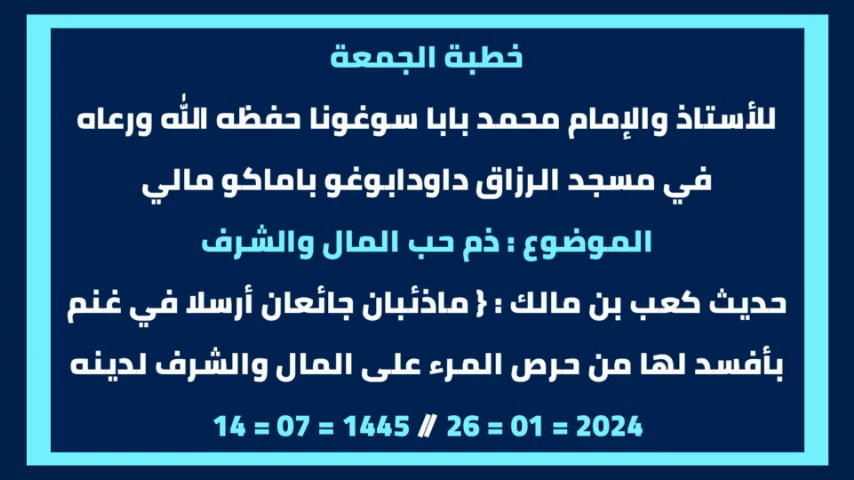 خطبة الجمعة
للأستاذ والإمام محمد بابا سوغونا حفظه الله ورعاه
في مسجد الرزاق داودابوغو باماكو مالي
الموضوع : ذم حب المال والشرف
حديث كعب بن مالك : { ماذئبان جائعان أرسلا في غنم
بأفسد لها من حرص المرء على المال والشرف لدينه
14 = 07 = 1445 // 26 = 01 = 2024